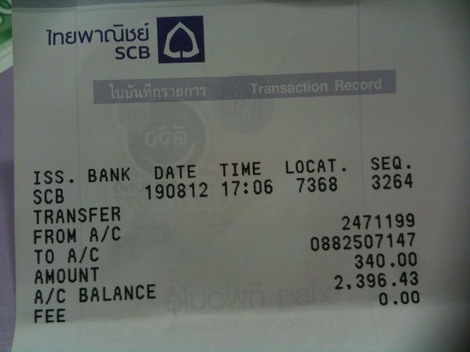 ไทยพาณิชย์
SCB
ใบบันทึกรายการ Transaction Record
ISS. BANK DATE TIME LOCAT. SEQ.
SCB 190812 17:06 7368 3264
TRANSFER
FROM A/C 2471199
TO A/C 0882507147
AMOUNT 340.00
A/C BALANCE 2,396.43
FEE 0.00